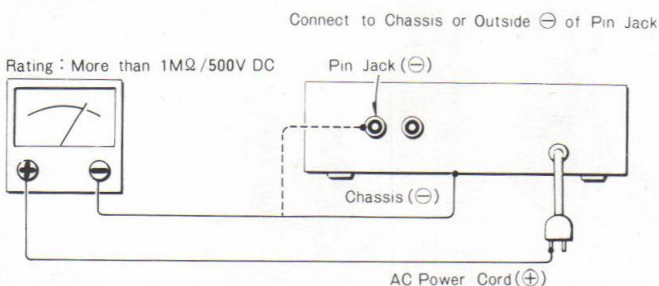 Connect to Chassis or Outside ⊖ of Pin Jack
Rating : More than 1MΩ/500V DC
Pin Jack (⊖)
Chassis (⊖)
AC Power Cord (⊕)